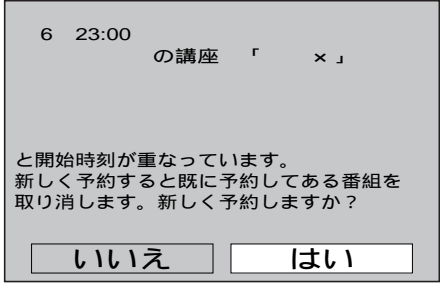 6 23:00
の講座 「 × 」
と開始時刻が重なっています。
新しく予約すると既に予約してある番組を
取り消します。新しく予約しますか？
いいえ はい